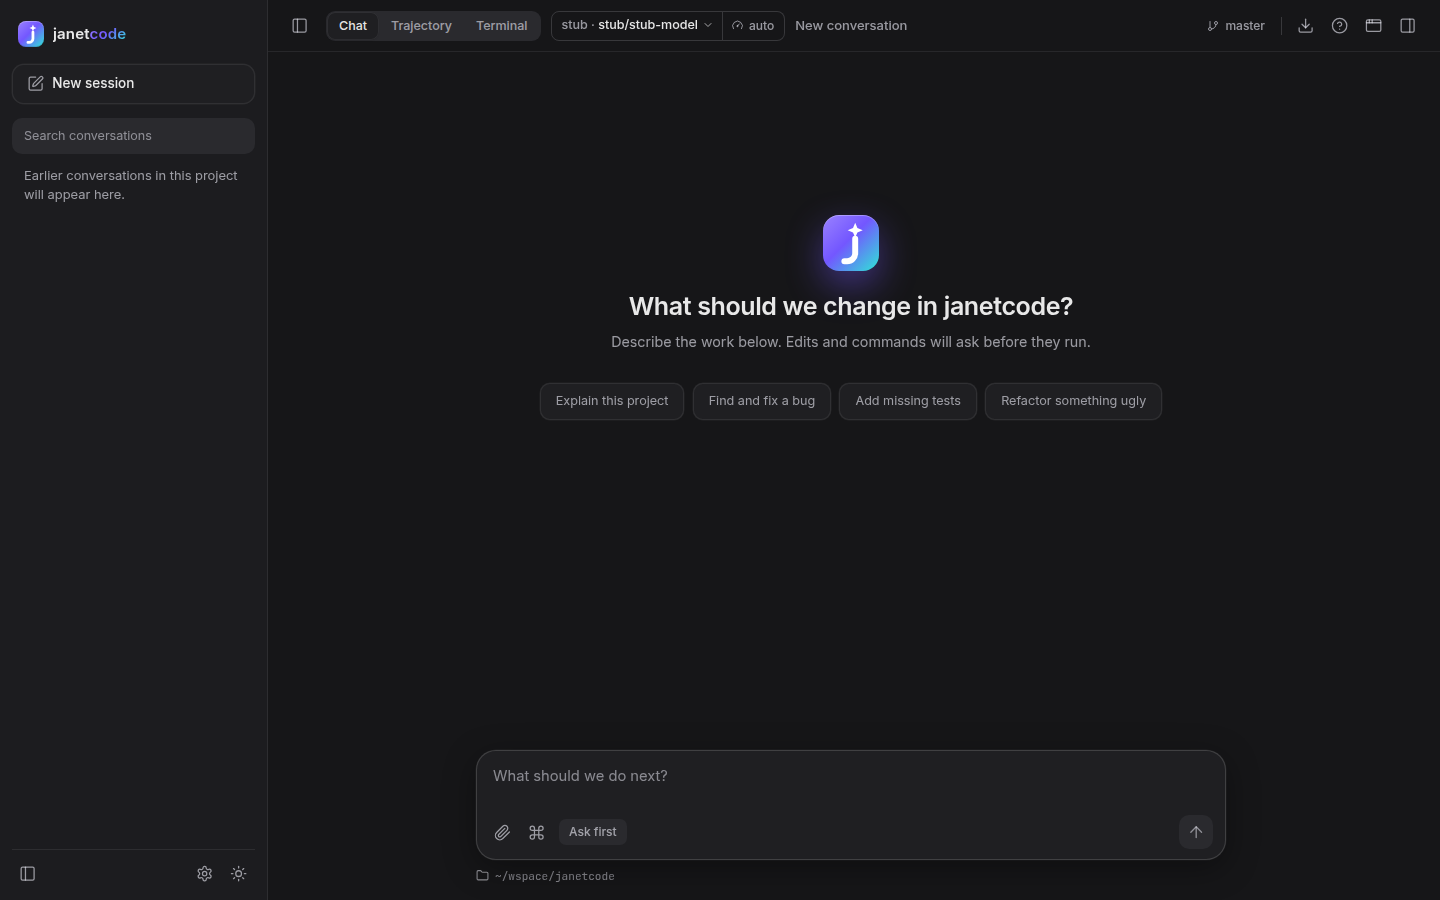 janetcode
New session
Search conversations
Earlier conversations in this project
will appear here.
Chat
Trajectory
Terminal
stub · stub/stub-model
auto
New conversation
master
What should we change in janetcode?
Describe the work below. Edits and commands will ask before they run.
Explain this project
Find and fix a bug
Add missing tests
Refactor something ugly
What should we do next?
Ask first
~/wspace/janetcode